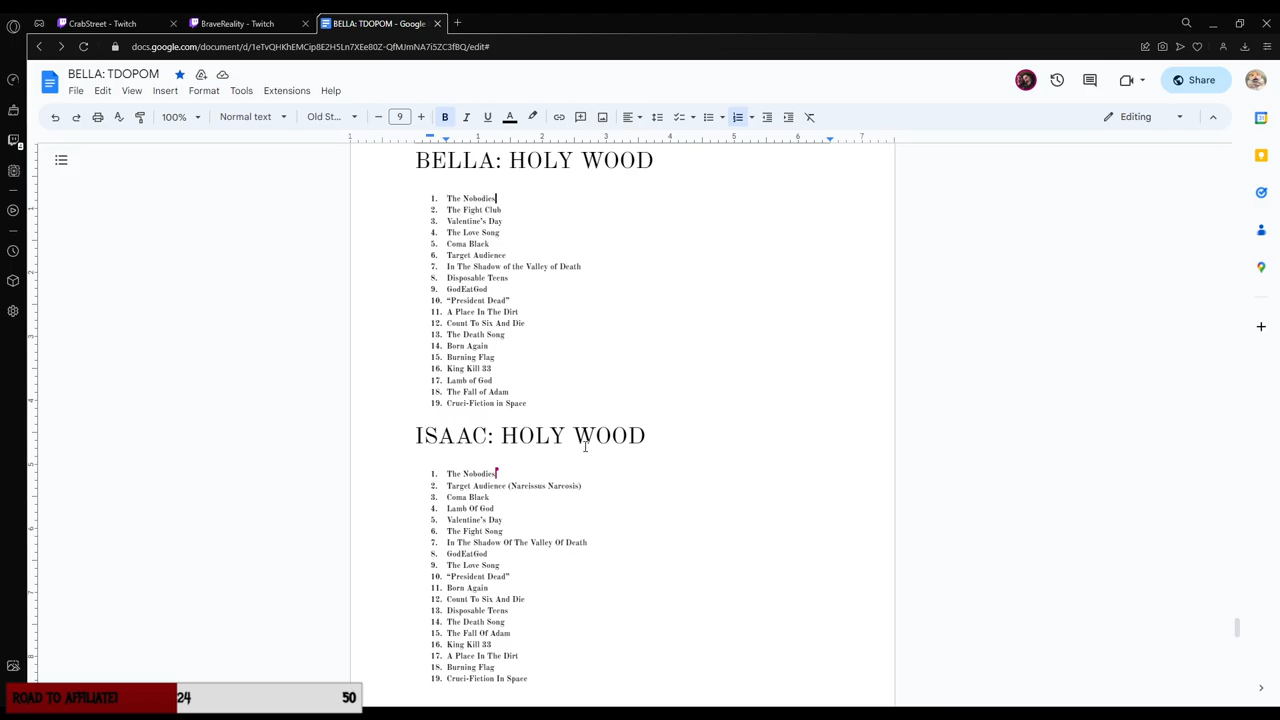 CrabStreet - Twitch
BraveReality - Twitch
BELLA: TDOPOM - Google
docs.google.com/document/d/1eTvQHKhEMCip8E2H5Ln7XEe80Z-QfMJmNA7i5ZC3fBQ/edit#
BELLA: TDOPOM
File Edit View Insert Format Tools Extensions Help
Share
100% Normal text Old St... 9 B I U A Editing
1 1 2 3 4 5 6 7
BELLA: HOLY WOOD
1. The Nobodies
2. The Fight Club
3. Valentine's Day
4. The Love Song
5. Coma Black
6. Target Audience
7. In The Shadow of the Valley of Death
8. Disposable Teens
9. GodEatGod
10. “President Dead”
11. A Place In The Dirt
12. Count To Six And Die
13. The Death Song
14. Born Again
15. Burning Flag
16. King Kill 33
17. Lamb of God
18. The Fall of Adam
19. Cruci-Fiction in Space
ISAAC: HOLY WOOD
1. The Nobodies
2. Target Audience (Narcissus Narcosis)
3. Coma Black
4. Lamb Of God
5. Valentine's Day
6. The Fight Song
7. In The Shadow Of The Valley Of Death
8. GodEatGod
9. The Love Song
10. “President Dead”
11. Born Again
12. Count To Six And Die
13. Disposable Teens
14. The Death Song
15. The Fall Of Adam
16. King Kill 33
17. A Place In The Dirt
18. Burning Flag
19. Cruci-Fiction In Space
ROAD TO AFFILIATE! 24 50